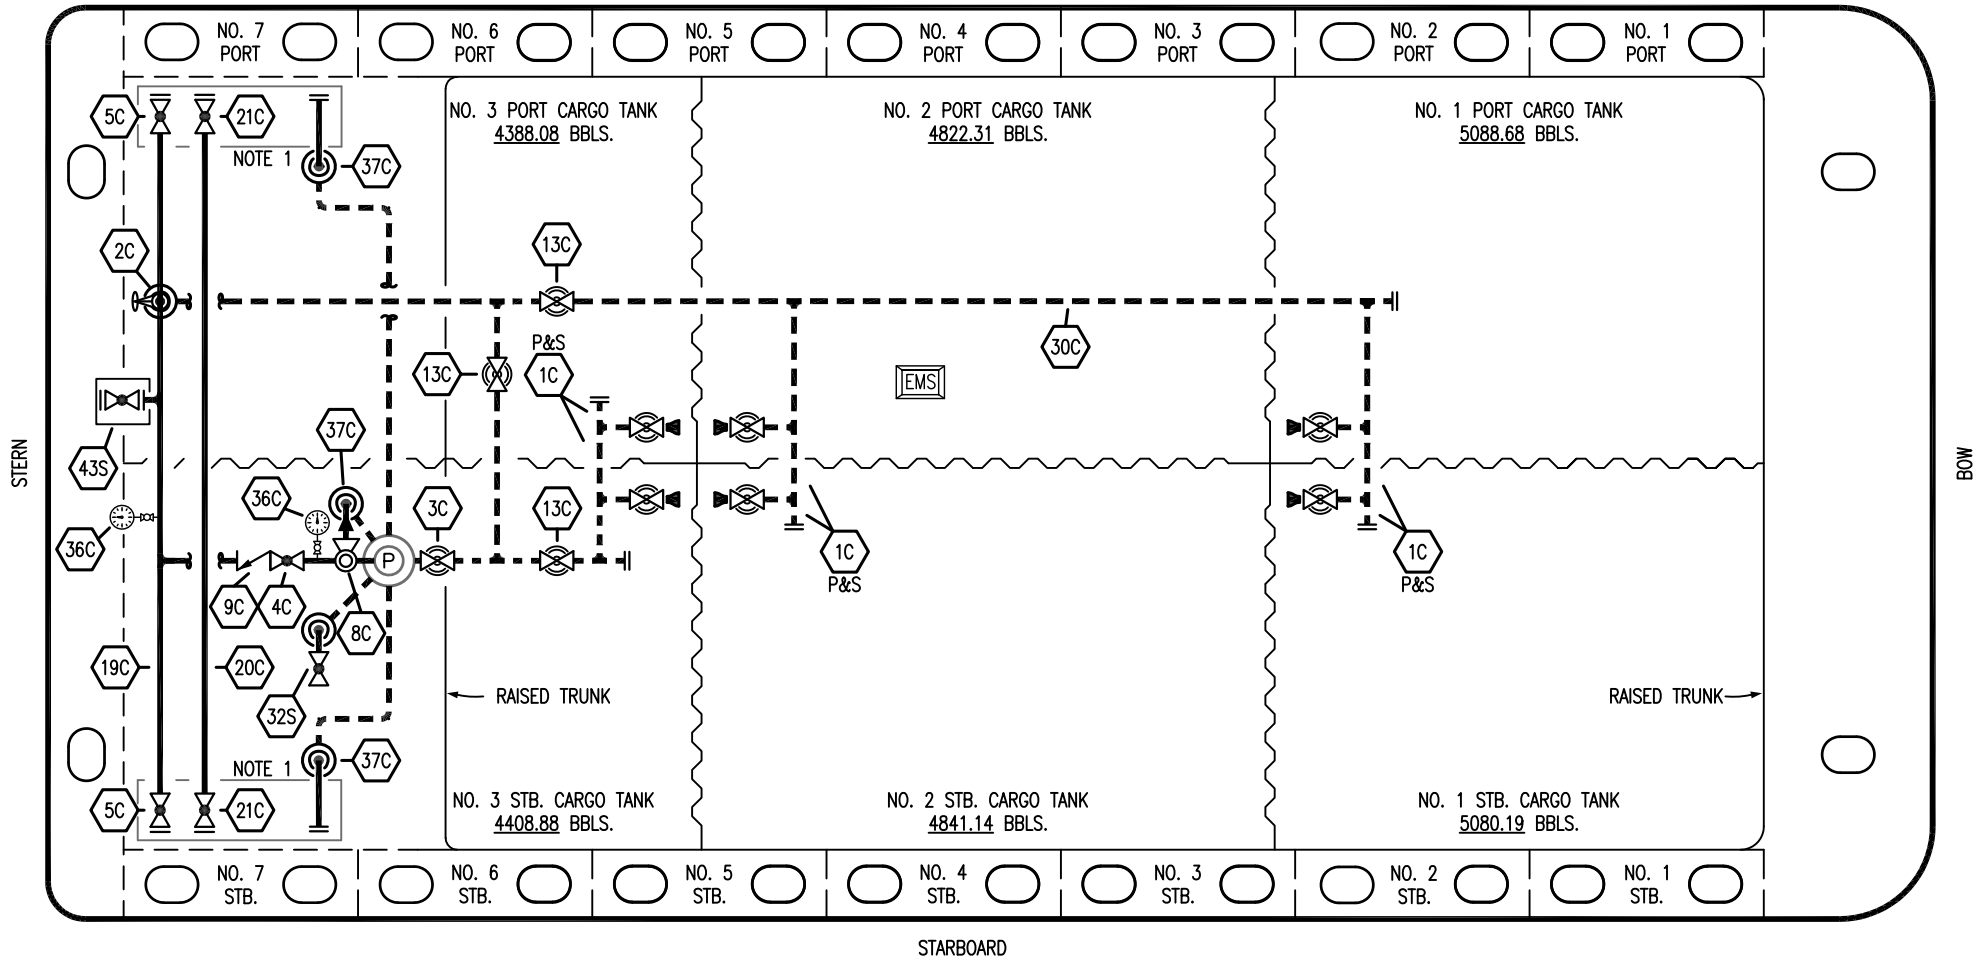 NO. 7
PORT
NO. 6
PORT
NO. 5
PORT
NO. 4
PORT
NO. 3
PORT
NO. 2
PORT
NO. 1
PORT
5C
21C
NOTE 1
37C
NO. 3 PORT CARGO TANK
4388.08 BBLS.
NO. 2 PORT CARGO TANK
4822.31 BBLS.
NO. 1 PORT CARGO TANK
5088.68 BBLS.
2C
13C
P&S
13C
1C
30C
EMS
STERN
43S
37C
36C
3C
13C
36C
P
1C
P&S
1C
P&S
BOW
9C
4C
8C
19C
20C
32S
RAISED TRUNK
RAISED TRUNK
NOTE 1
37C
5C
21C
NO. 3 STB. CARGO TANK
4408.88 BBLS.
NO. 2 STB. CARGO TANK
4841.14 BBLS.
NO. 1 STB. CARGO TANK
5080.19 BBLS.
NO. 7
STB.
NO. 6
STB.
NO. 5
STB.
NO. 4
STB.
NO. 3
STB.
NO. 2
STB.
NO. 1
STB.
STARBOARD